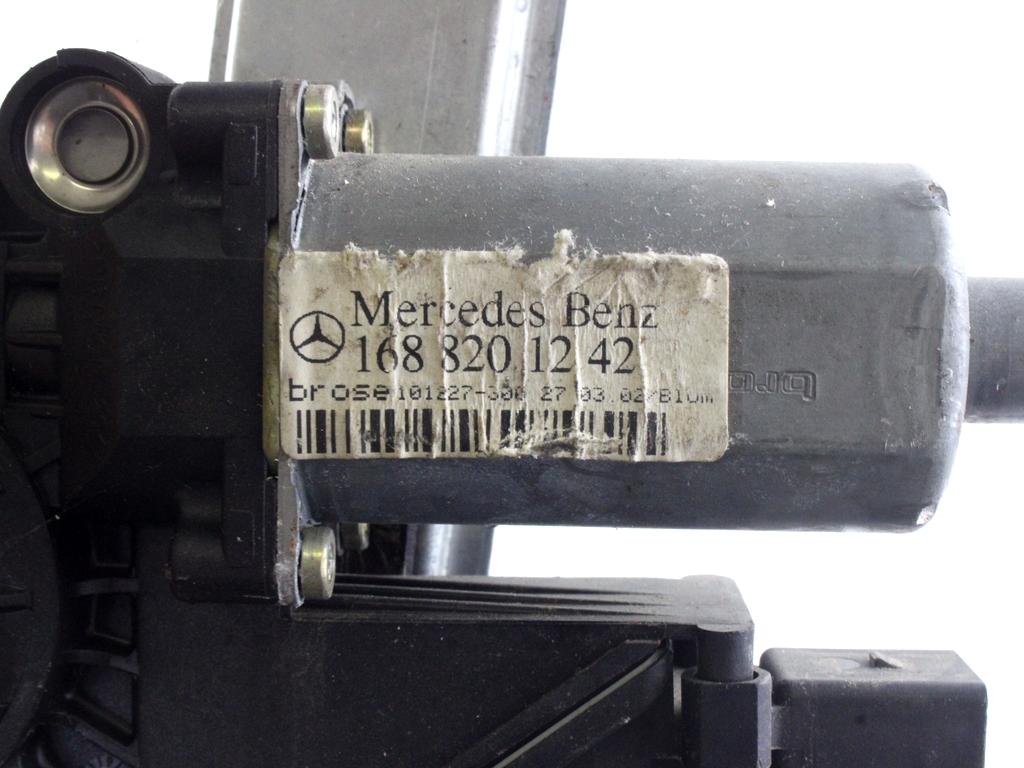 Mercedes Benz
168 820 12 42
brose 101227-300 27 03.02/Blum